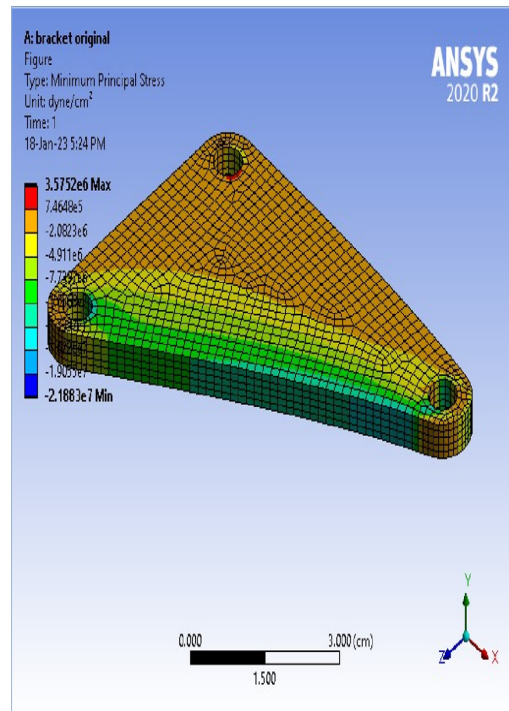 A: bracket original
Figure
Type: Minimum Principal Stress
Unit: dyne/cm²
Time: 1
18-Jan-23 5:24 PM
ANSYS
2020 R2
3.5752e6 Max
7.4648e5
-2.0823e6
-4.911e6
-2.1883e7 Min
0.000
3.000 (cm)
1.500
Y
Z
X